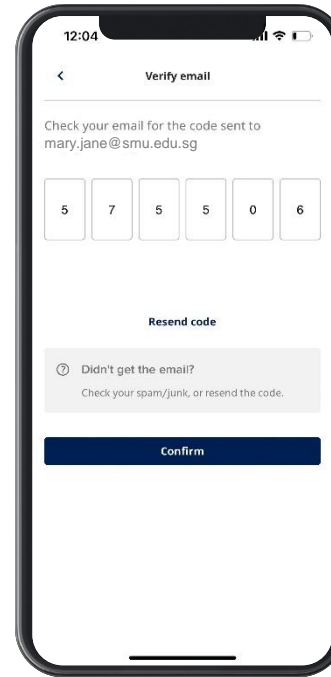 12:04
Verify email
Check your email for the code sent to
mary.jane@smu.edu.sg
5 7 5 5 0 6
Resend code
Didn't get the email?
Check your spam/junk, or resend the code.
Confirm